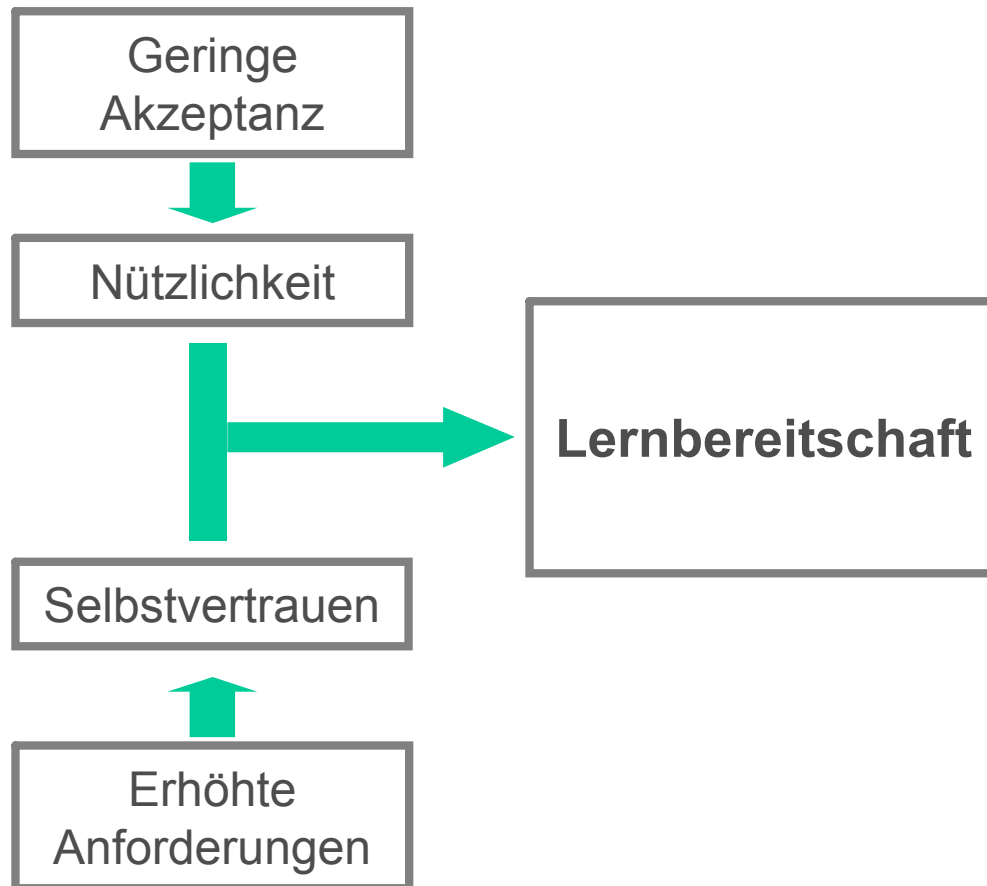 Geringe
Akzeptanz
Nützlichkeit
Lernbereitschaft
Selbstvertrauen
Erhöhte
Anforderungen